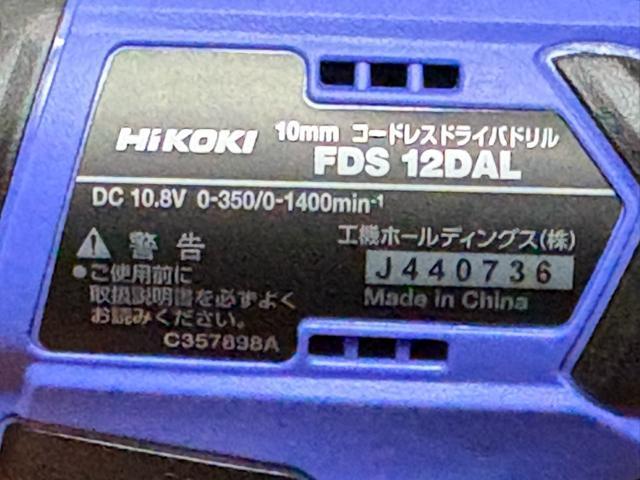 HiKOKI
10mm コードレスドライバドリル
FDS 12DAL
DC 10.8V 0-350/0-1400min⁻¹
警告
●ご使用前に
取扱説明書を必ずよく
お読みください。
C357898A
工機ホールディングス(株)
J440736
Made in China